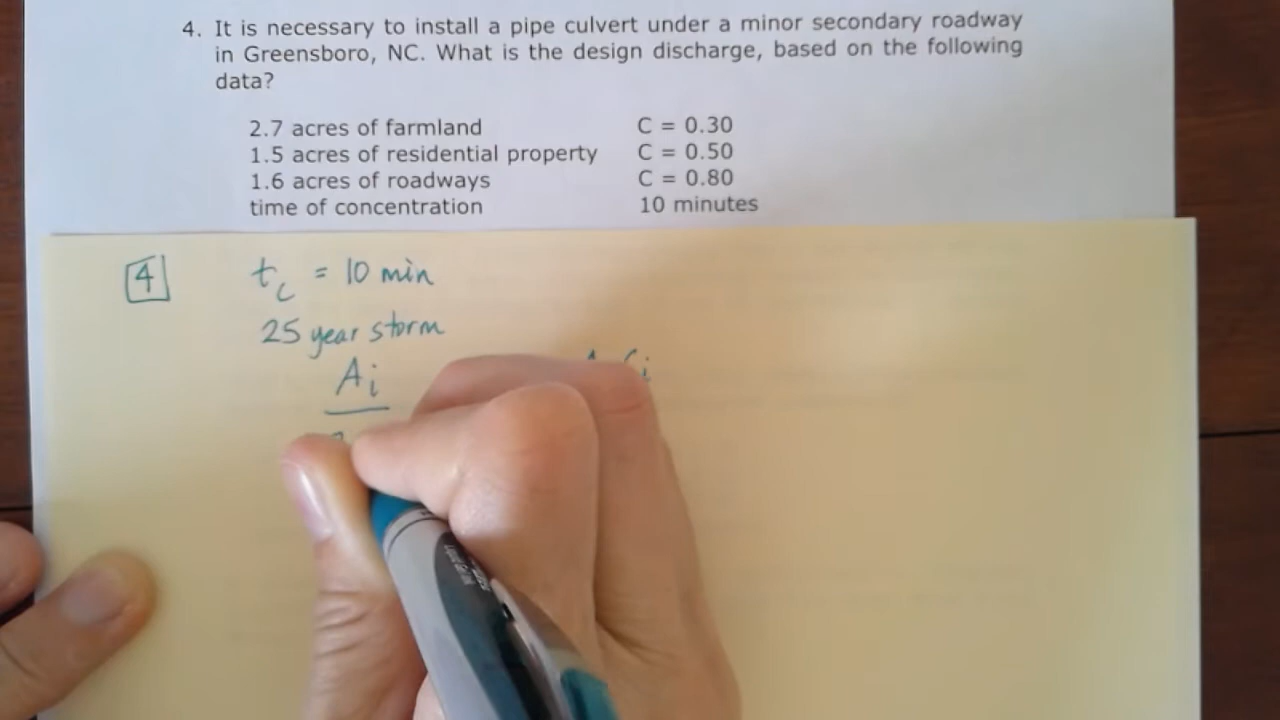 4. It is necessary to install a pipe culvert under a minor secondary roadway
in Greensboro, NC. What is the design discharge, based on the following
data?
2.7 acres of farmland C = 0.30
1.5 acres of residential property C = 0.50
1.6 acres of roadways C = 0.80
time of concentration 10 minutes
4 tc = 10 min
25 year storm
Ai